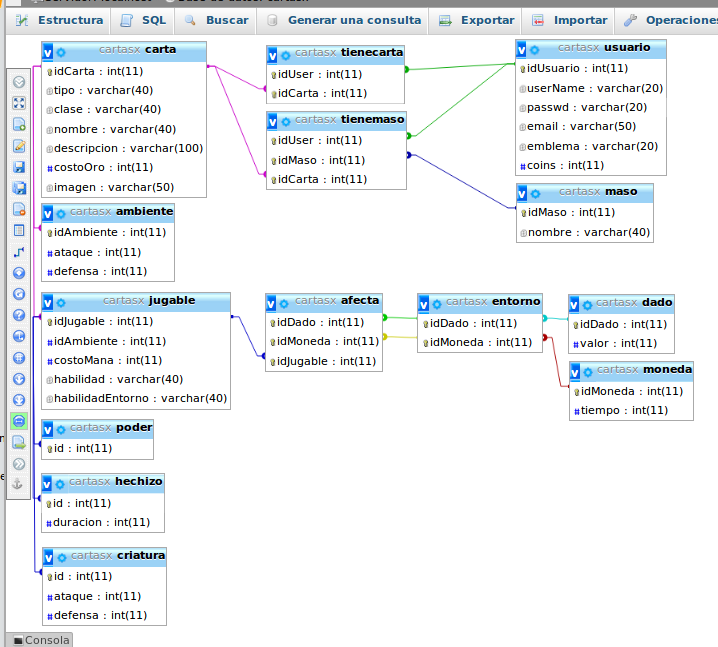 Estructura SQL Buscar Generar una consulta Exportar Importar Operaciones
cartasx carta
idCarta : int(11)
tipo : varchar(40)
clase : varchar(40)
nombre : varchar(40)
descripcion : varchar(100)
costoOro : int(11)
imagen : varchar(50)
cartasx tienecarta
idUser : int(11)
idCarta : int(11)
cartasx usuario
idUsuario : int(11)
userName : varchar(20)
passwd : varchar(20)
email : varchar(50)
emblema : varchar(20)
coins : int(11)
cartasx tienemaso
idUser : int(11)
idMaso : int(11)
idCarta : int(11)
cartasx maso
idMaso : int(11)
nombre : varchar(40)
cartasx ambiente
idAmbiente : int(11)
ataque : int(11)
defensa : int(11)
cartasx jugable
idJugable : int(11)
idAmbiente : int(11)
costoMana : int(11)
habilidad : varchar(40)
habilidadEntorno : varchar(40)
cartasx afecta
idDado : int(11)
idMoneda : int(11)
idJugable : int(11)
cartasx entorno
idDado : int(11)
idMoneda : int(11)
cartasx dado
idDado : int(11)
valor : int(11)
cartasx moneda
idMoneda : int(11)
tiempo : int(11)
cartasx poder
id : int(11)
cartasx hechizo
id : int(11)
duracion : int(11)
cartasx criatura
id : int(11)
ataque : int(11)
defensa : int(11)
Consola